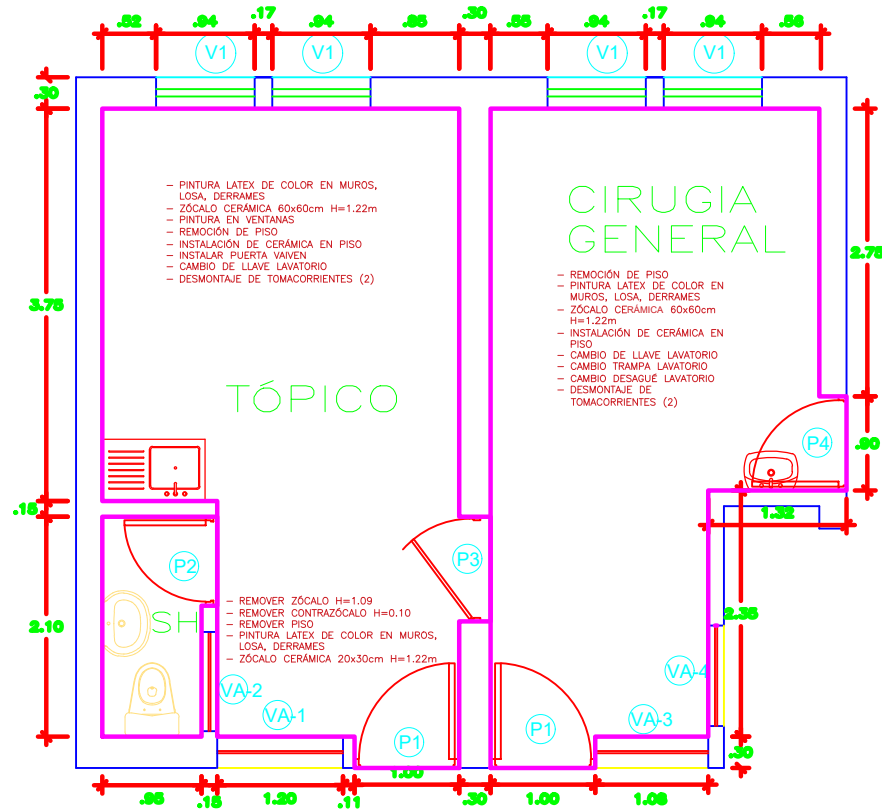 .52 .94 .17 .94 .85 .30 .55 .94 .17 .94 .56
V1 V1 V1 V1
.30
- PINTURA LATEX DE COLOR EN MUROS,
LOSA, DERRAMES
- ZÓCALO CERÁMICA 60x60cm H=1.22m
- PINTURA EN VENTANAS
- REMOCIÓN DE PISO
- INSTALACIÓN DE CERÁMICA EN PISO
- INSTALAR PUERTA VAIVEN
- CAMBIO DE LLAVE LAVATORIO
- DESMONTAJE DE TOMACORRIENTES (2)
CIRUGIA
GENERAL
- REMOCIÓN DE PISO
- PINTURA LATEX DE COLOR EN
MUROS, LOSA, DERRAMES
- ZÓCALO CERÁMICA 60x60cm
H=1.22m
- INSTALACIÓN DE CERÁMICA EN
PISO
- CAMBIO DE LLAVE LAVATORIO
- CAMBIO TRAMPA LAVATORIO
- CAMBIO DESAGUÉ LAVATORIO
- DESMONTAJE DE
TOMACORRIENTES (2)
2.75
3.75
TÓPICO
P4
.90
.15
1.32
P2
P3
SH
2.10
2.35
- REMOVER ZÓCALO H=1.09
- REMOVER CONTRAZÓCALO H=0.10
- REMOVER PISO
- PINTURA LATEX DE COLOR EN MUROS,
LOSA, DERRAMES
- ZÓCALO CERÁMICA 20x30cm H=1.22m
VA-4
VA-2
VA-1
VA-3
P1
P1
.30
.95 .15 1.20 .11 1.00 .30 1.00 1.08